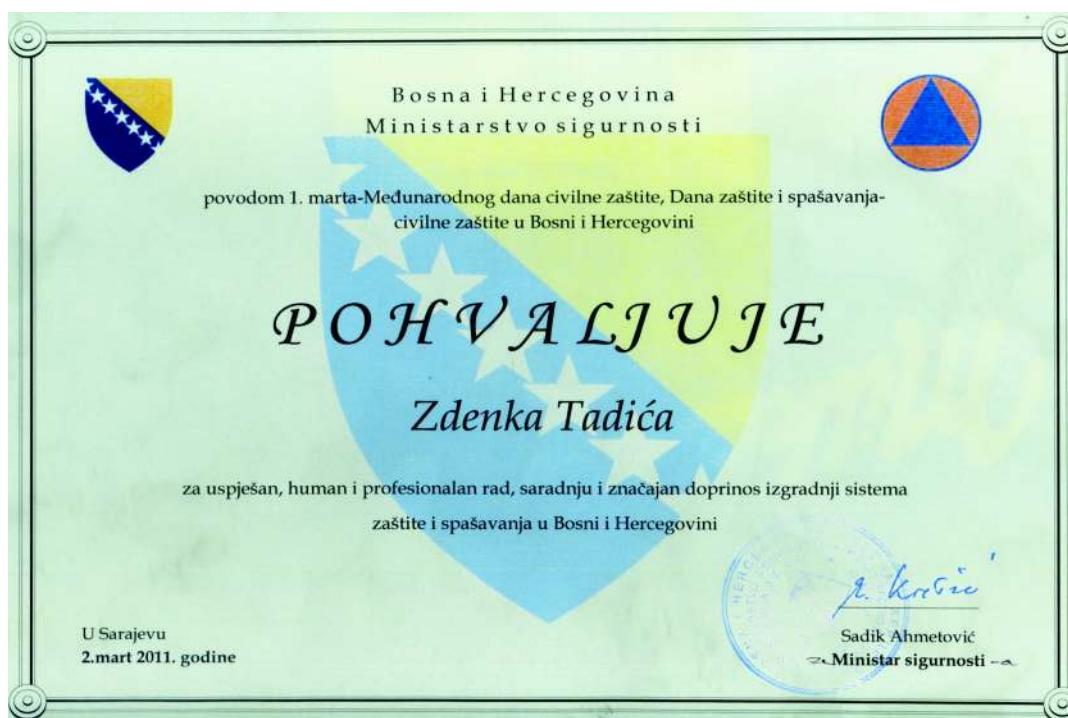 Bosna i Hercegovina
Ministarstvo sigurnosti
povodom 1. marta-Međunarodnog dana civilne zaštite, Dana zaštite i spašavanja-
civilne zaštite u Bosni i Hercegovini
POHVALJUJE
Zdenka Tadića
za uspješan, human i profesionalan rad, saradnju i značajan doprinos izgradnji sistema
zaštite i spašavanja u Bosni i Hercegovini
U Sarajevu
2.mart 2011. godine
Sadik Ahmetović
za Ministar sigurnosti -a